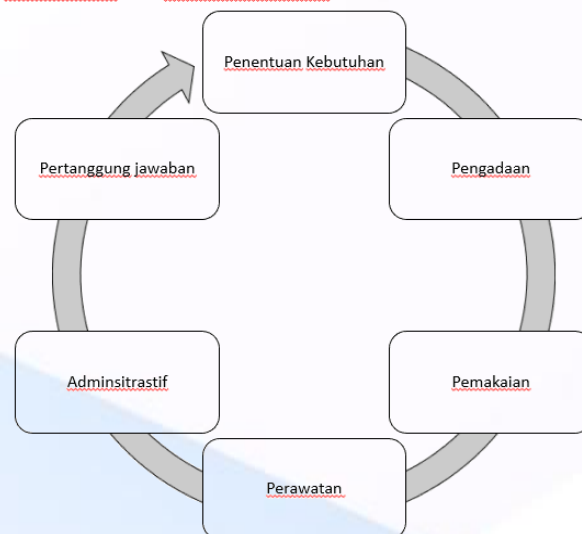 Penentuan Kebutuhan
Pengadaan
Pemakaian
Perawatan
Adminsitrastif
Pertanggung jawaban